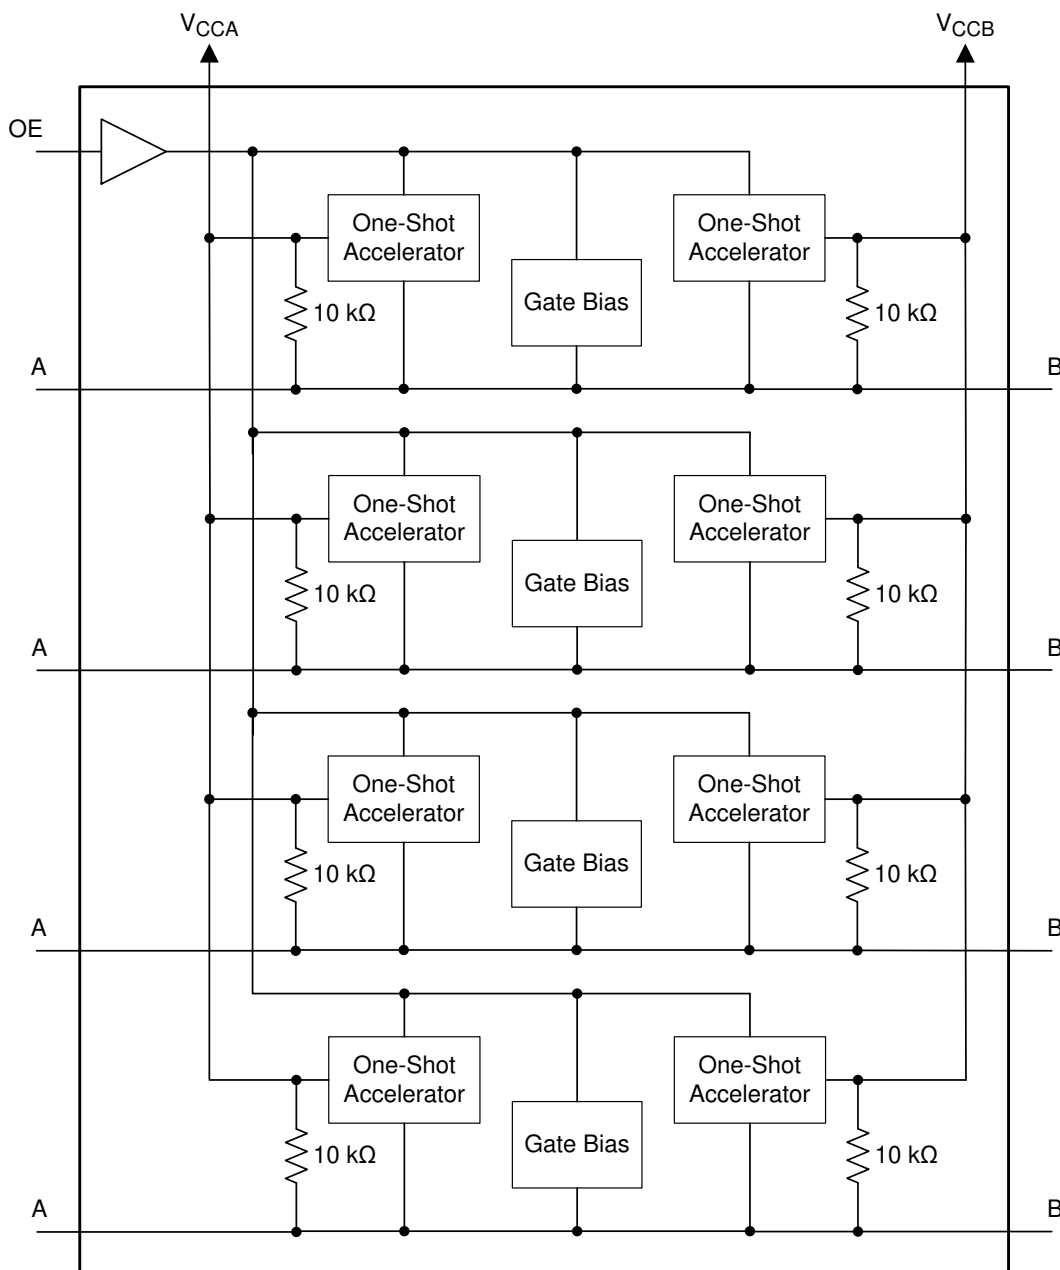 VCCA
VCCB
OE
One-Shot
Accelerator
One-Shot
Accelerator
Gate Bias
10 kΩ
10 kΩ
A
B
One-Shot
Accelerator
One-Shot
Accelerator
Gate Bias
10 kΩ
10 kΩ
A
B
One-Shot
Accelerator
One-Shot
Accelerator
Gate Bias
10 kΩ
10 kΩ
A
B
One-Shot
Accelerator
One-Shot
Accelerator
Gate Bias
10 kΩ
10 kΩ
A
B